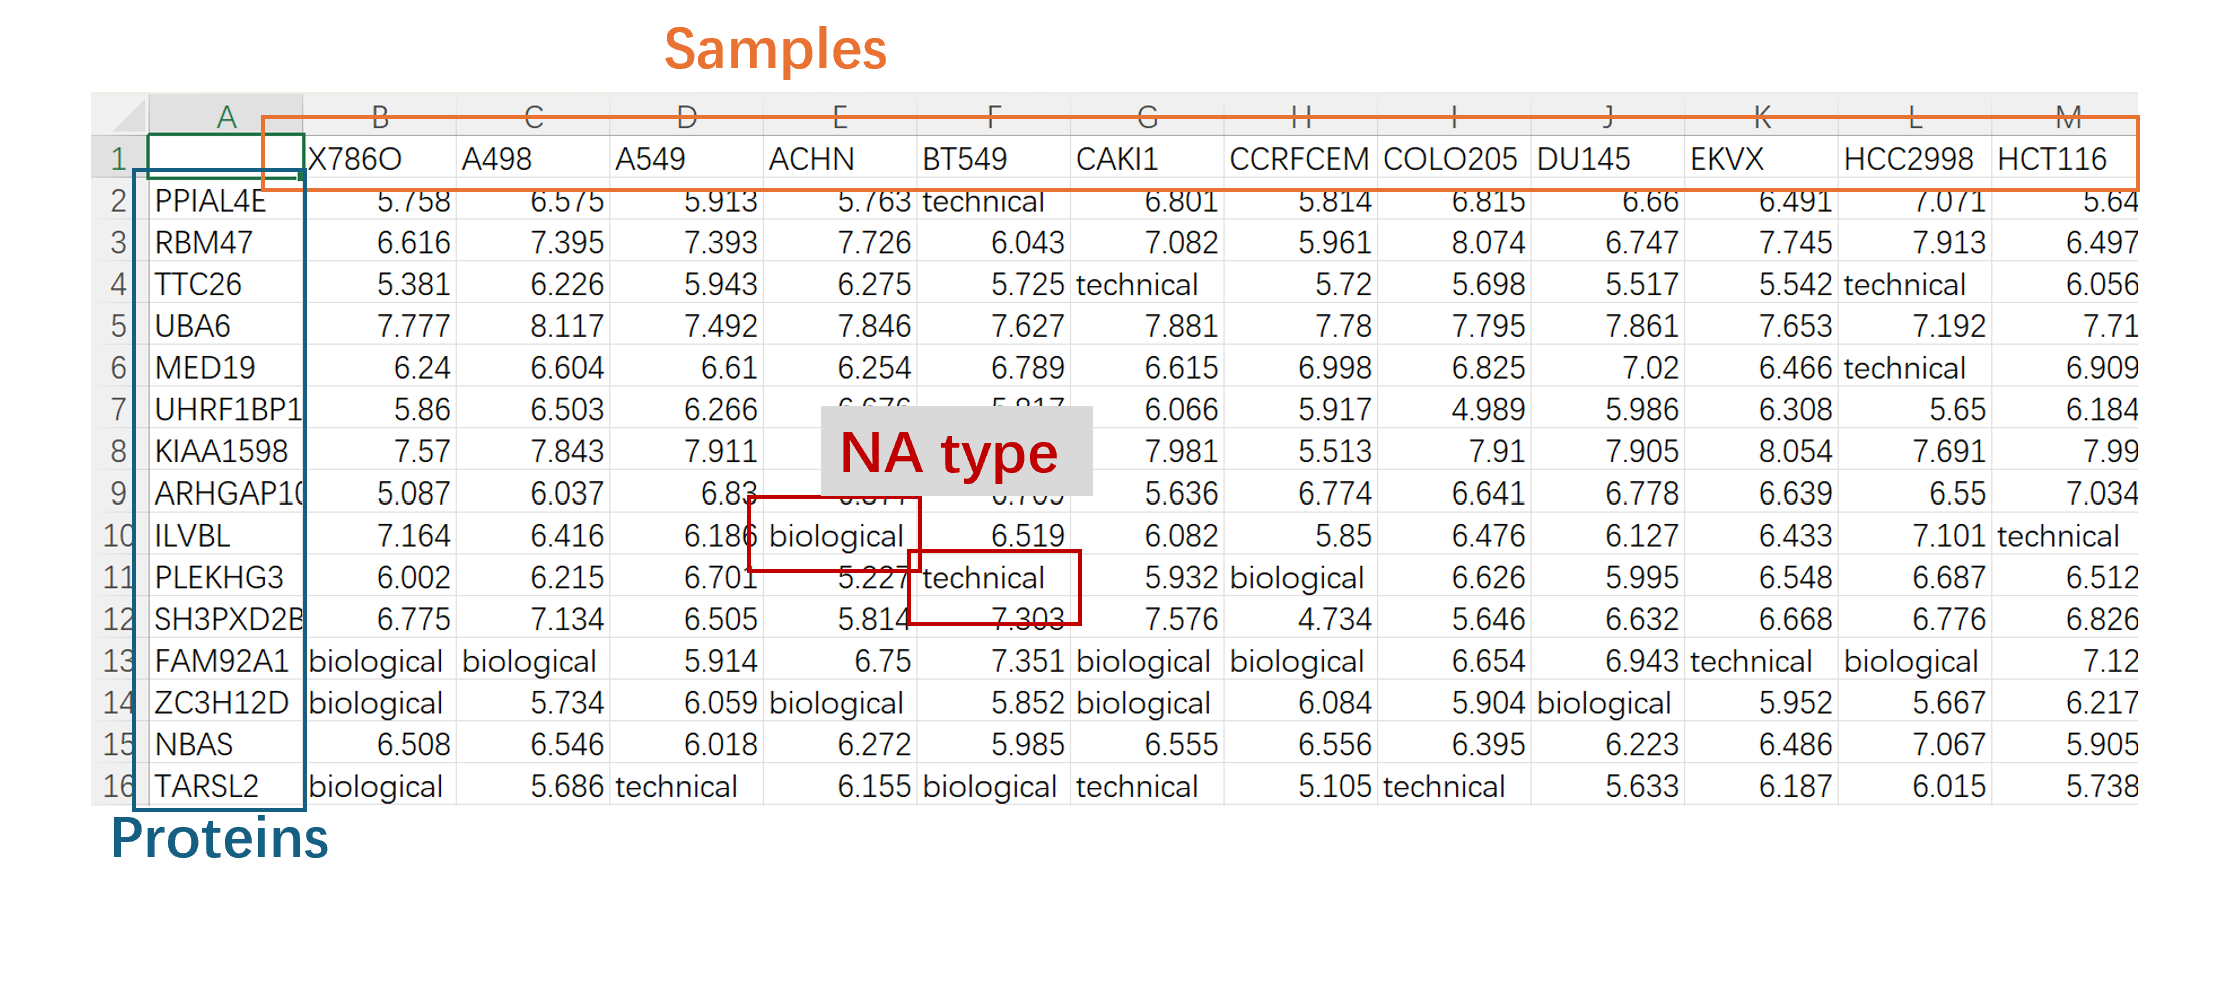 Samples
A B C D E F G H I J K L M
1 X786O A498 A549 ACHN BT549 CAKI1 CCRFCEM COLO205 DU145 EKVX HCC2998 HCT116
2 PPIAL4E 5.758 6.575 5.913 5.763 technical 6.801 5.814 6.815 6.66 6.491 7.071 5.64
3 RBM47 6.616 7.395 7.393 7.726 6.043 7.082 5.961 8.074 6.747 7.745 7.913 6.497
4 TTC26 5.381 6.226 5.943 6.275 5.725 technical 5.72 5.698 5.517 5.542 technical 6.056
5 UBA6 7.777 8.117 7.492 7.846 7.627 7.881 7.78 7.795 7.861 7.653 7.192 7.71
6 MED19 6.24 6.604 6.61 6.254 6.789 6.615 6.998 6.825 7.02 6.466 technical 6.909
7 UHRF1BP1 5.86 6.503 6.266 6.066 5.917 4.989 5.986 6.308 5.65 6.184
NA type
8 KIAA1598 7.57 7.843 7.911 7.981 5.513 7.91 7.905 8.054 7.691 7.99
9 ARHGAP10 5.087 6.037 6.83 5.636 6.774 6.641 6.778 6.639 6.55 7.034
10 ILVBL 7.164 6.416 6.186 biological 6.519 6.082 5.85 6.476 6.127 6.433 7.101 technical
11 PLEKHG3 6.002 6.215 6.701 5.227 technical 5.932 biological 6.626 5.995 6.548 6.687 6.512
12 SH3PXD2B 6.775 7.134 6.505 5.814 7.303 7.576 4.734 5.646 6.632 6.668 6.776 6.826
13 FAM92A1 biological biological 5.914 6.75 7.351 biological biological 6.654 6.943 technical biological 7.12
14 ZC3H12D biological 5.734 6.059 biological 5.852 biological 6.084 5.904 biological 5.952 5.667 6.217
15 NBAS 6.508 6.546 6.018 6.272 5.985 6.555 6.556 6.395 6.223 6.486 7.067 5.905
16 TARSL2 biological 5.686 technical 6.155 biological technical 5.105 technical 5.633 6.187 6.015 5.738
Proteins